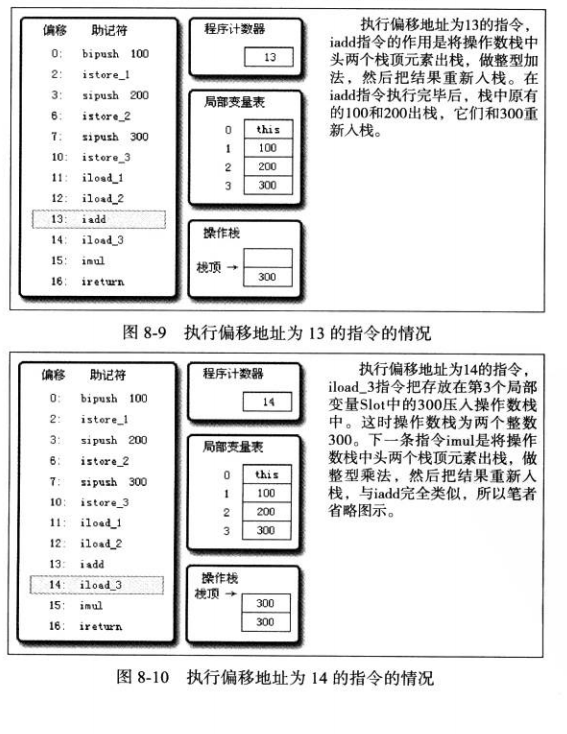 偏移 助记符
0: bipush 100
2: istore_1
3: sipush 200
6: istore_2
7: sipush 300
10: istore_3
11: iload_1
12: iload_2
13: iadd
14: iload_3
15: imul
16: ireturn
程序计数器
13
局部变量表
0 this
1 100
2 200
3 300
操作栈
栈顶 →
300
执行偏移地址为13的指令,
iadd指令的作用是将操作数栈中
头两个栈顶元素出栈，做整型加
法，然后把结果重新入栈。在
iadd指令执行完毕后，栈中原有
的100和200出栈，它们和300重
新入栈。
图 8-9 执行偏移地址为 13 的指令的情况
偏移 助记符
0: bipush 100
2: istore_1
3: sipush 200
6: istore_2
7: sipush 300
10: istore_3
11: iload_1
12: iload_2
13: iadd
14: iload_3
15: imul
16: ireturn
程序计数器
14
局部变量表
0 this
1 100
2 200
3 300
操作栈
栈顶 →
300
300
执行偏移地址为14的指令,
iload_3指令把存放在第3个局部
变量Slot中的300压入操作数栈
中。这时操作数栈为两个整数
300。下一条指令imul是将操作
数栈中头两个栈顶元素出栈，做
整型乘法，然后把结果重新入
栈，与iadd完全类似，所以笔者
省略图示。
图 8-10 执行偏移地址为 14 的指令的情况